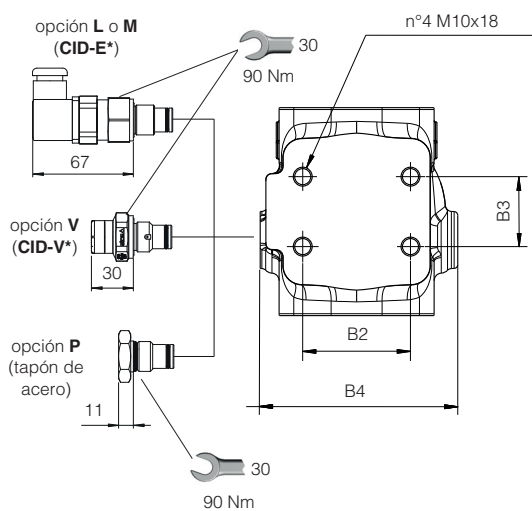 opción L o M
(CID-E*)
30
90 Nm
n°4 M10x18
67
opción V
(CID-V*)
30
B3
B2
opción P
(tapón de
acero)
B4
11
30
90 Nm